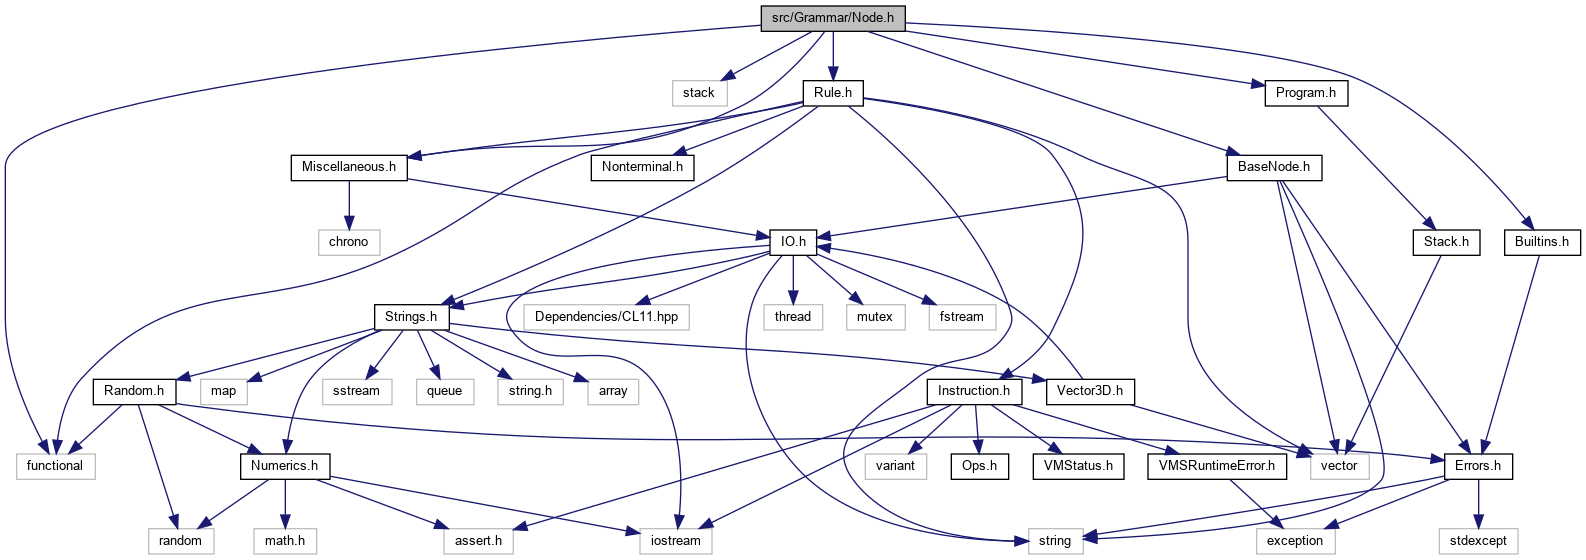 src/Grammar/Node.h
stack
Rule.h
Program.h
Miscellaneous.h
Nonterminal.h
BaseNode.h
chrono
IO.h
Stack.h
Builtins.h
Strings.h
Dependencies/CL11.hpp
thread
mutex
fstream
Random.h
map
sstream
queue
string.h
array
Instruction.h
Vector3D.h
functional
Numerics.h
variant
Ops.h
VMStatus.h
VMSRuntimeError.h
vector
Errors.h
random
math.h
assert.h
iostream
string
exception
stdexcept